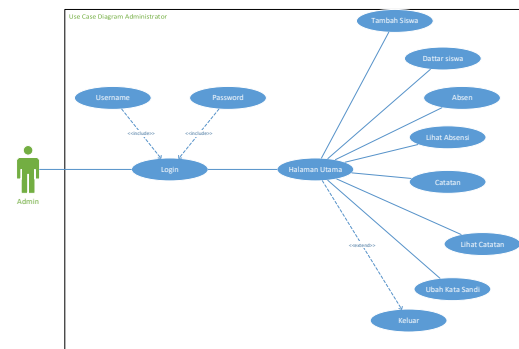 Use Case Diagram Administrator
Tambah Siswa
Dattar siswa
Username
Password
Absen
<<include>>
<<include>>
Lihat Absensi
Login
Halaman Utama
Catatan
Admin
Lihat Catatan
<<extend>>
Ubah Kata Sandi
Keluar